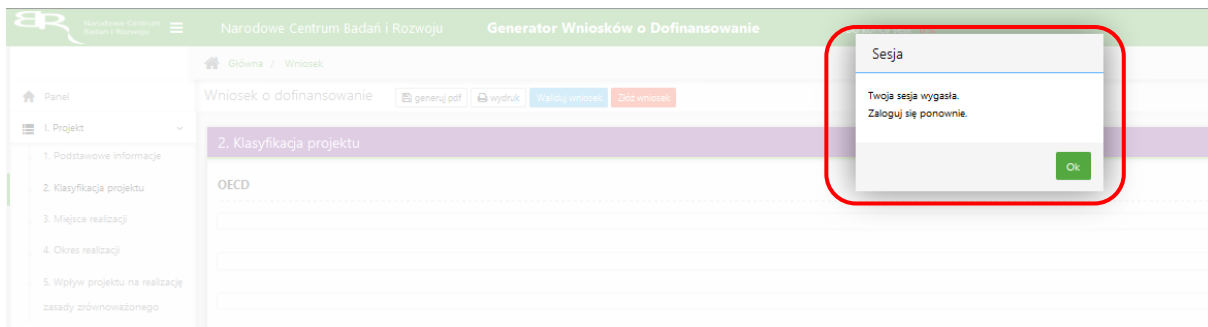 Narodowe Centrum
Badań i Rozwoju
Narodowe Centrum Badań i Rozwoju
Generator Wniosków o Dofinansowanie
Główna / Wniosek
Panel
Wniosek o dofinansowanie
generuj pdf
wydruk
Waliduj wniosek
Złóż wniosek
I. Projekt
1. Podstawowe informacje
2. Klasyfikacja projektu
3. Miejsce realizacji
4. Okres realizacji
5. Wpływ projektu na realizację
zasady zrównoważonego
2. Klasyfikacja projektu
OECD
Sesja
Twoja sesja wygasła.
Zaloguj się ponownie.
Ok